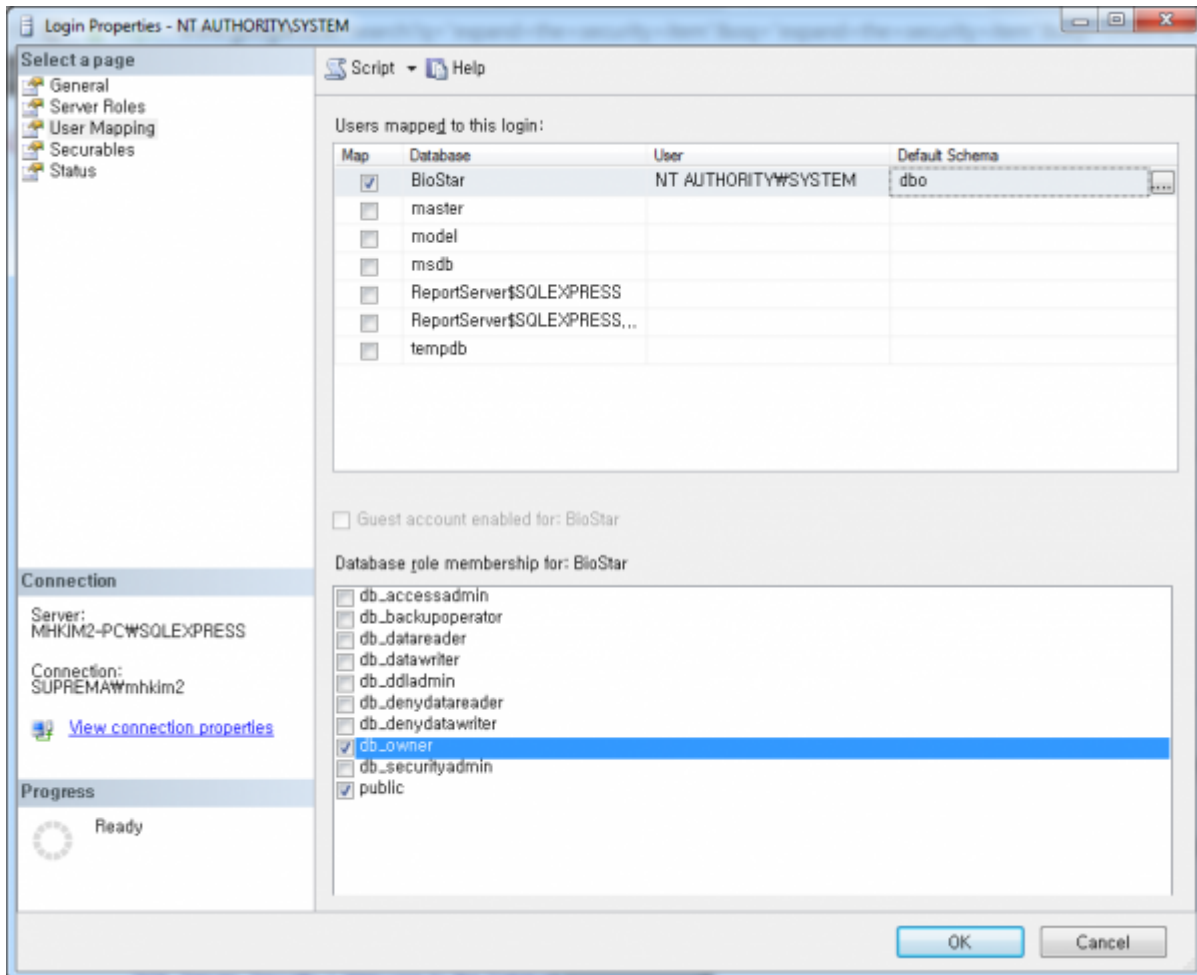 Login Properties - NT AUTHORITY\SYSTEM
Select a page
General
Server Roles
User Mapping
Securables
Status
Script
Help
Users mapped to this login:
Map Database User Default Schema
BioStar NT AUTHORITY₩SYSTEM dbo ....
master
model
msdb
ReportServer$SQLEXPRESS
ReportServer$SQLEXPRESS,,,
tempdb
Guest account enabled for: BioStar
Database role membership for: BioStar
db_accessadmin
db_backupoperator
db_datareader
db_datawriter
db_ddladmin
db_denydatareader
db_denydatawriter
db_owner
db_securityadmin
public
Connection
Server:
MHKIM2-PC₩SQLEXPRESS
Connection:
SUPREMA₩mhkim2
View connection properties
Progress
Ready
OK Cancel